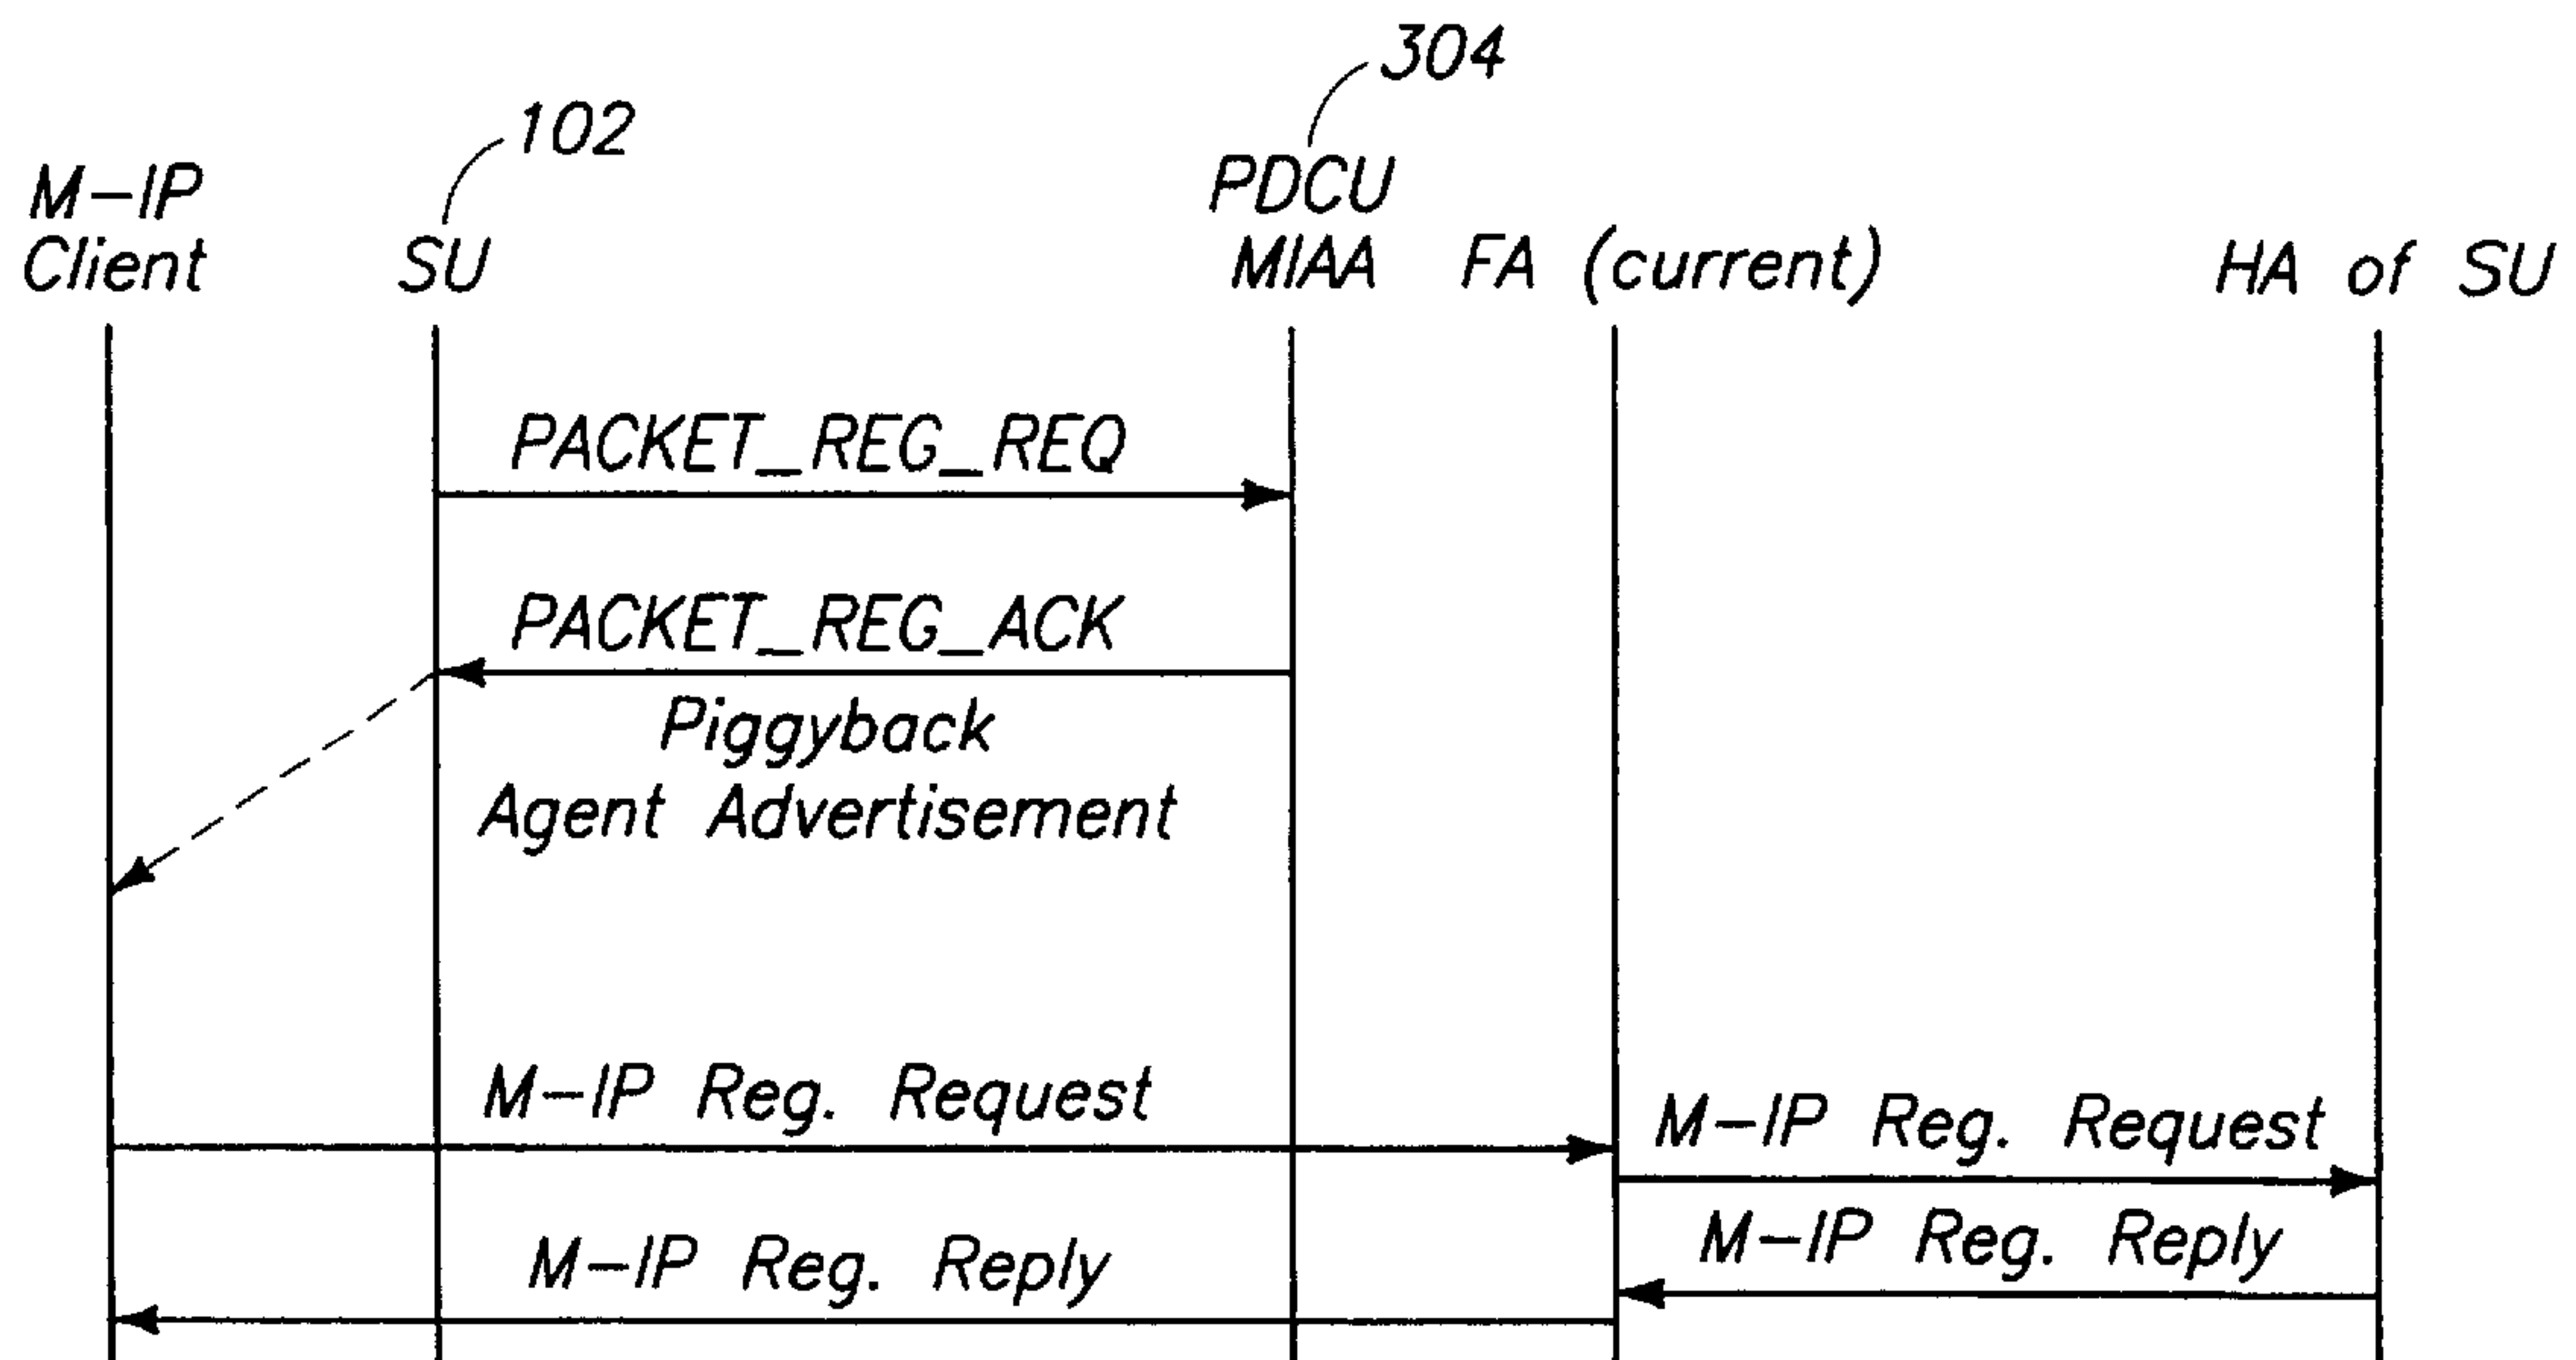 304
102
PDCU
M-IP
Client
SU
MIAA
FA (current)
HA of SU
PACKET_REG_REQ
PACKET_REG_ACK
Piggyback
Agent Advertisement
M-IP Reg. Request
M-IP Reg. Request
M-IP Reg. Reply
M-IP Reg. Reply